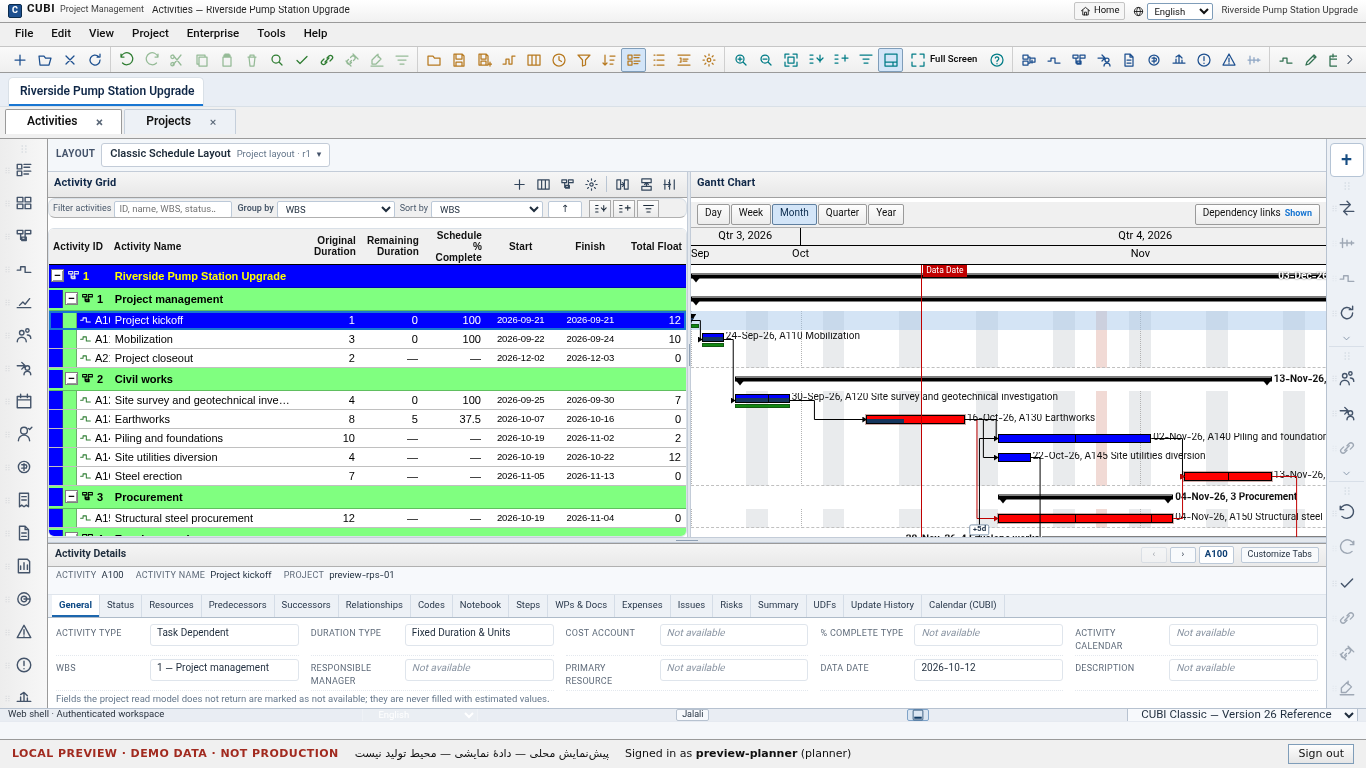 CUBI Project Management Activities — Riverside Pump Station Upgrade
Home English Riverside Pump Station Upgrade
File Edit View Project Enterprise Tools Help
Full Screen
Riverside Pump Station Upgrade
Activities × Projects ×
LAYOUT Classic Schedule Layout Project layout · r1
Activity Grid
Filter activities ID, name, WBS, status.. Group by WBS Sort by WBS
Activity ID Activity Name Original Duration Remaining Duration Schedule % Complete Start Finish Total Float
1 Riverside Pump Station Upgrade
1 Project management
A10 Project kickoff 1 0 100 2026-09-21 2026-09-21 12
A1 Mobilization 3 0 100 2026-09-22 2026-09-24 10
A2 Project closeout 2 — — 2026-12-02 2026-12-03 0
2 Civil works
A1 Site survey and geotechnical inve… 4 0 100 2026-09-25 2026-09-30 7
A1 Earthworks 8 5 37.5 2026-10-07 2026-10-16 0
A1 Piling and foundations 10 — — 2026-10-19 2026-11-02 2
A1 Site utilities diversion 4 — — 2026-10-19 2026-10-22 12
A1 Steel erection 7 — — 2026-11-05 2026-11-13 0
3 Procurement
A1 Structural steel procurement 12 — — 2026-10-19 2026-11-04 0
Gantt Chart
Day Week Month Quarter Year Dependency links Shown
Qtr 3, 2026 Qtr 4, 2026
Sep Oct Nov
Data Date 03-Dec-26
24-Sep-26, A110 Mobilization
13-Nov-26,
30-Sep-26, A120 Site survey and geotechnical investigation
16-Oct-26, A130 Earthworks
02-Nov-26, A140 Piling and foundation
22-Oct-26, A145 Site utilities diversion
13-Nov-26,
04-Nov-26, 3 Procurement
04-Nov-26, A150 Structural steel
+5d
Activity Details
‹ › A100 Customize Tabs
ACTIVITY A100 ACTIVITY NAME Project kickoff PROJECT preview-rps-01
General Status Resources Predecessors Successors Relationships Codes Notebook Steps WPs & Docs Expenses Issues Risks Summary UDFs Update History Calendar (CUBI)
ACTIVITY TYPE Task Dependent DURATION TYPE Fixed Duration & Units COST ACCOUNT Not available % COMPLETE TYPE Not available ACTIVITY CALENDAR Not available
WBS 1 — Project management RESPONSIBLE MANAGER Not available PRIMARY RESOURCE Not available DATA DATE 2026-10-12 DESCRIPTION Not available
Fields the project read model does not return are marked as not available; they are never filled with estimated values.
Web shell · Authenticated workspace English Jalali CUBI Classic — Version 26 Reference
LOCAL PREVIEW · DEMO DATA · NOT PRODUCTION پیش‌نمایش محلی — دادهٔ نمایشی — محیط تولید نیست Signed in as preview-planner (planner) Sign out